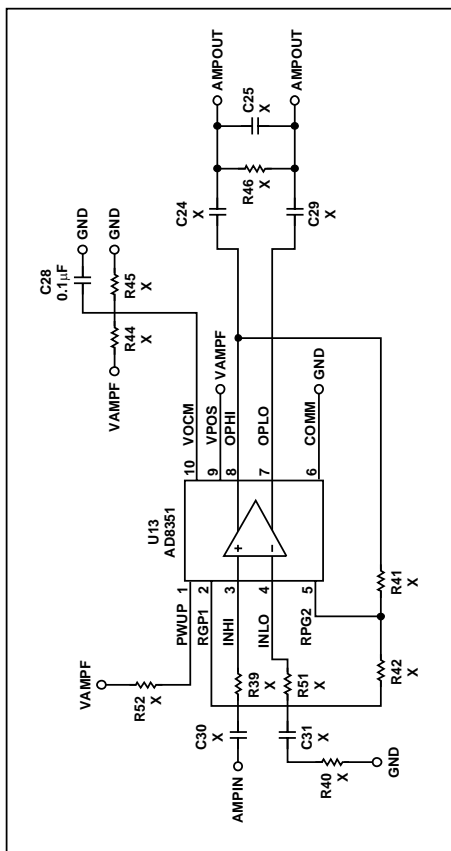 VAMPF
R52
X
AMPIN
C30
X
R39
X
C31
X
R51
X
R40
X
GND
U13
AD8351
PWUP 1
RGP1 2
INHI 3
INLO 4
RPG2 5
+
−
10 VOCM
9 VPOS
VAMPF
8 OPHI
7 OPLO
6 COMM
GND
R42
X
R41
X
VAMPF
R44
X
R45
X
GND
C28
0.1µF
GND
C24
X
C29
X
R46
X
C25
X
AMPOUT
AMPOUT